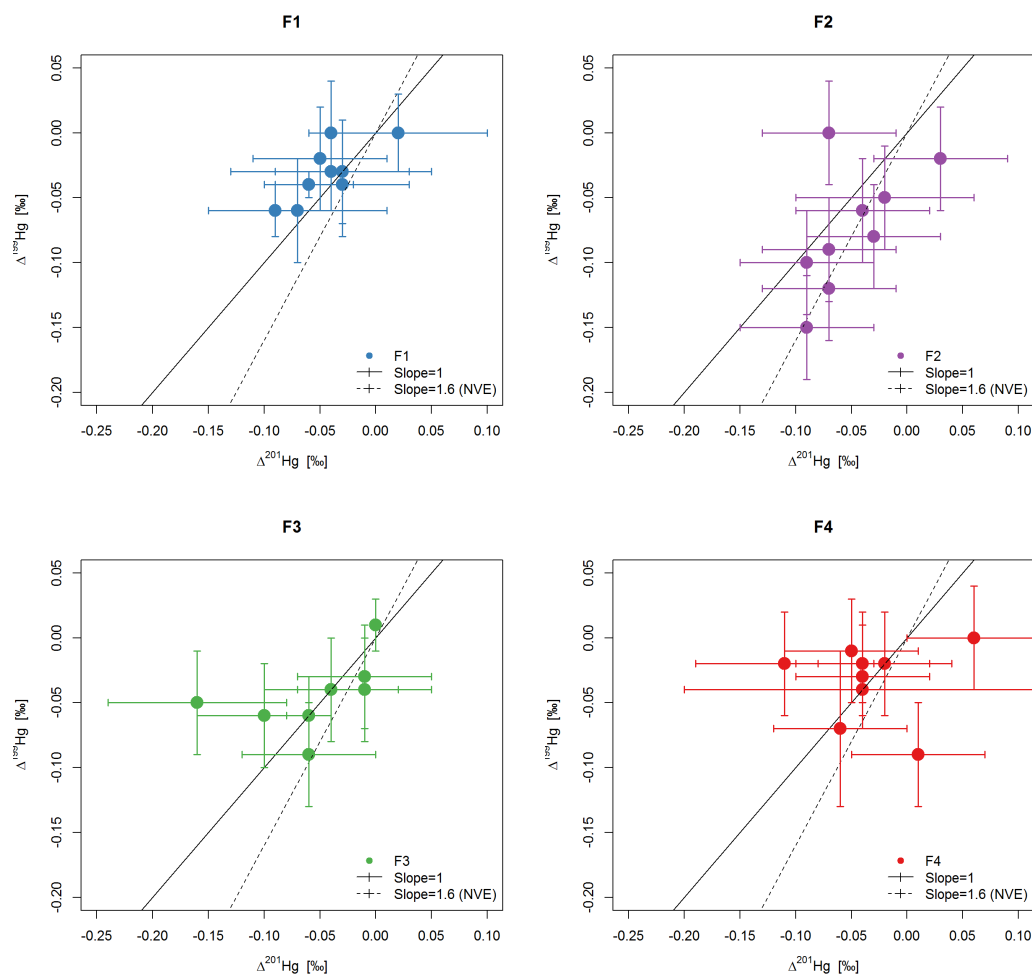 F1
F2
0.05
0.00
-0.05
-0.10
-0.15
-0.20
Δ¹⁹⁹Hg [‰]
F1
Slope=1
Slope=1.6 (NVE)
-0.25 -0.20 -0.15 -0.10 -0.05 0.00 0.05 0.10
Δ²⁰¹Hg [‰]
0.05
0.00
-0.05
-0.10
-0.15
-0.20
Δ¹⁹⁹Hg [‰]
F2
Slope=1
Slope=1.6 (NVE)
-0.25 -0.20 -0.15 -0.10 -0.05 0.00 0.05 0.10
Δ²⁰¹Hg [‰]
F3
F4
0.05
0.00
-0.05
-0.10
-0.15
-0.20
Δ¹⁹⁹Hg [‰]
F3
Slope=1
Slope=1.6 (NVE)
-0.25 -0.20 -0.15 -0.10 -0.05 0.00 0.05 0.10
Δ²⁰¹Hg [‰]
0.05
0.00
-0.05
-0.10
-0.15
-0.20
Δ¹⁹⁹Hg [‰]
F4
Slope=1
Slope=1.6 (NVE)
-0.25 -0.20 -0.15 -0.10 -0.05 0.00 0.05 0.10
Δ²⁰¹Hg [‰]